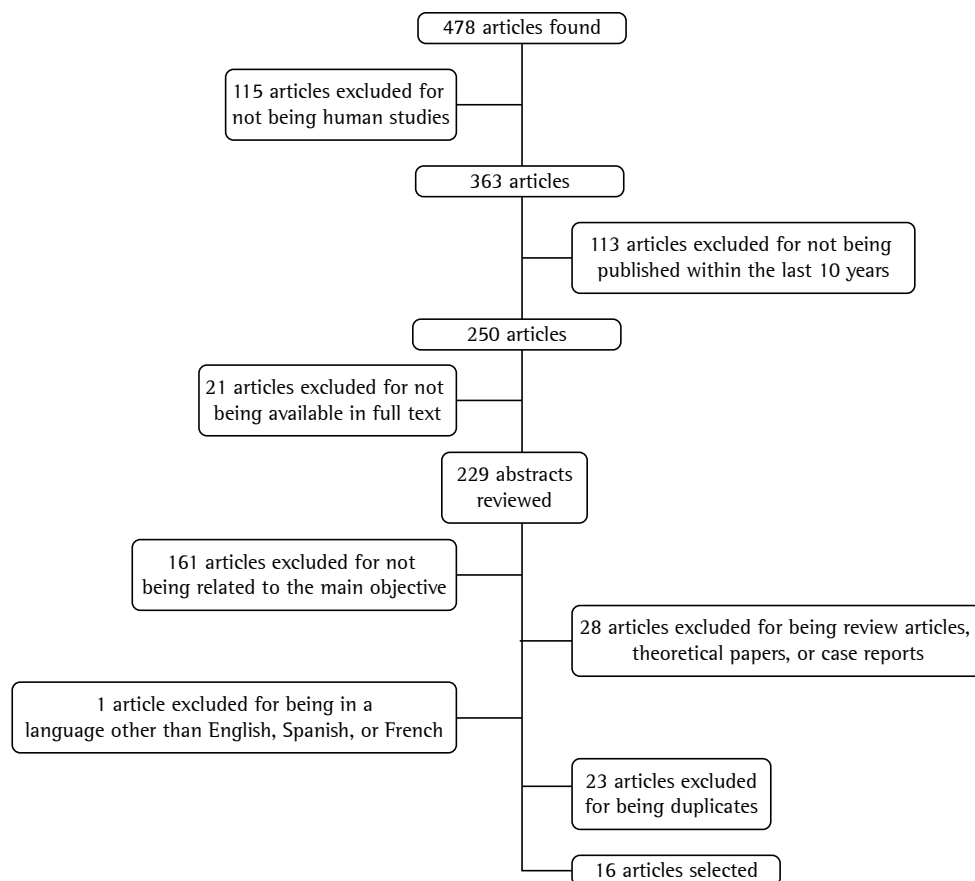 478 articles found
115 articles excluded for
not being human studies
363 articles
113 articles excluded for not being
published within the last 10 years
250 articles
21 articles excluded for not
being available in full text
229 abstracts
reviewed
161 articles excluded for not
being related to the main objective
28 articles excluded for being review articles,
theoretical papers, or case reports
1 article excluded for being in a
language other than English, Spanish, or French
23 articles excluded
for being duplicates
16 articles selected